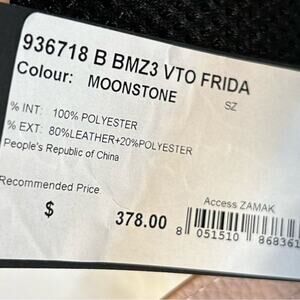 936718 B BMZ3 VTO FRIDA
Colour: MOONSTONE
SZ
% INT: 100% POLYESTER
% EXT: 80%LEATHER+20%POLYESTER
People's Republic of China
Recommended Price
$ 378.00
Access ZAMAK
8 051510 868361